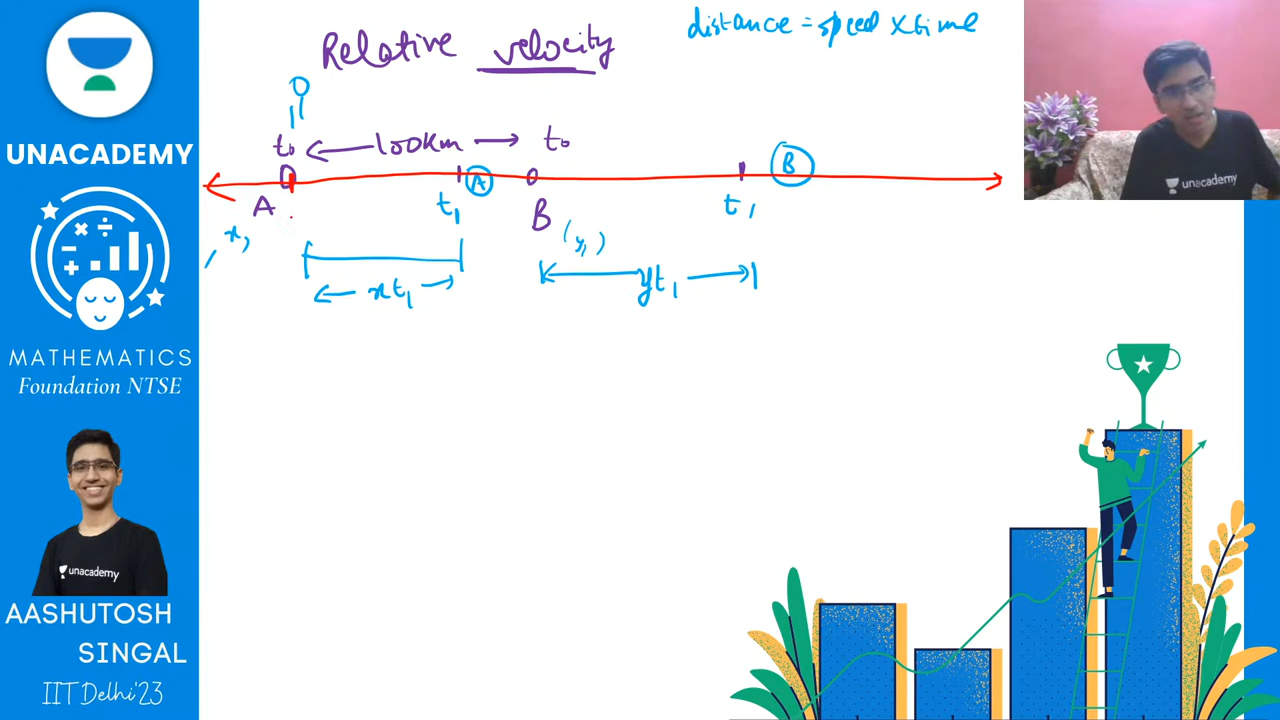 UNACADEMY
MATHEMATICS
Foundation NTSE
unacademy
AASHUTOSH
SINGAL
IIT Delhi'23
Relative velocity
distance = speed x time
t₀
100km
t₀
A
B
A
t₁
B
t₁
x,
(y,)
xt₁
yt₁
unacademy